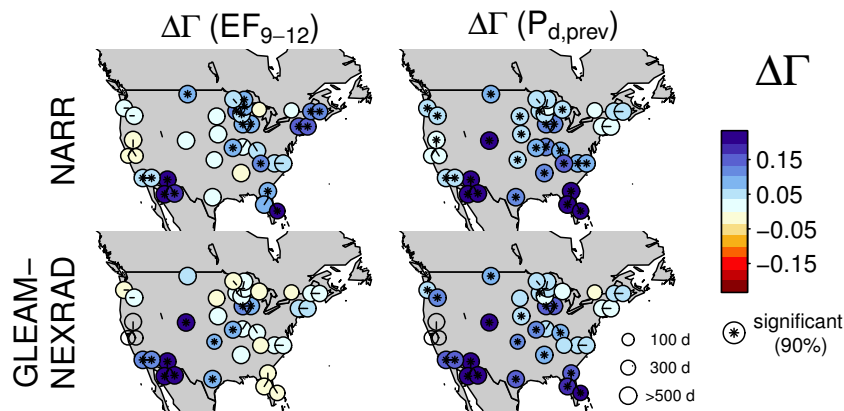 ΔΓ (EF₉₋₁₂)
ΔΓ (P_d,prev)
ΔΓ
NARR
GLEAM−
NEXRAD
0.15
0.05
−0.05
−0.15
significant
(90%)
100 d
300 d
>500 d